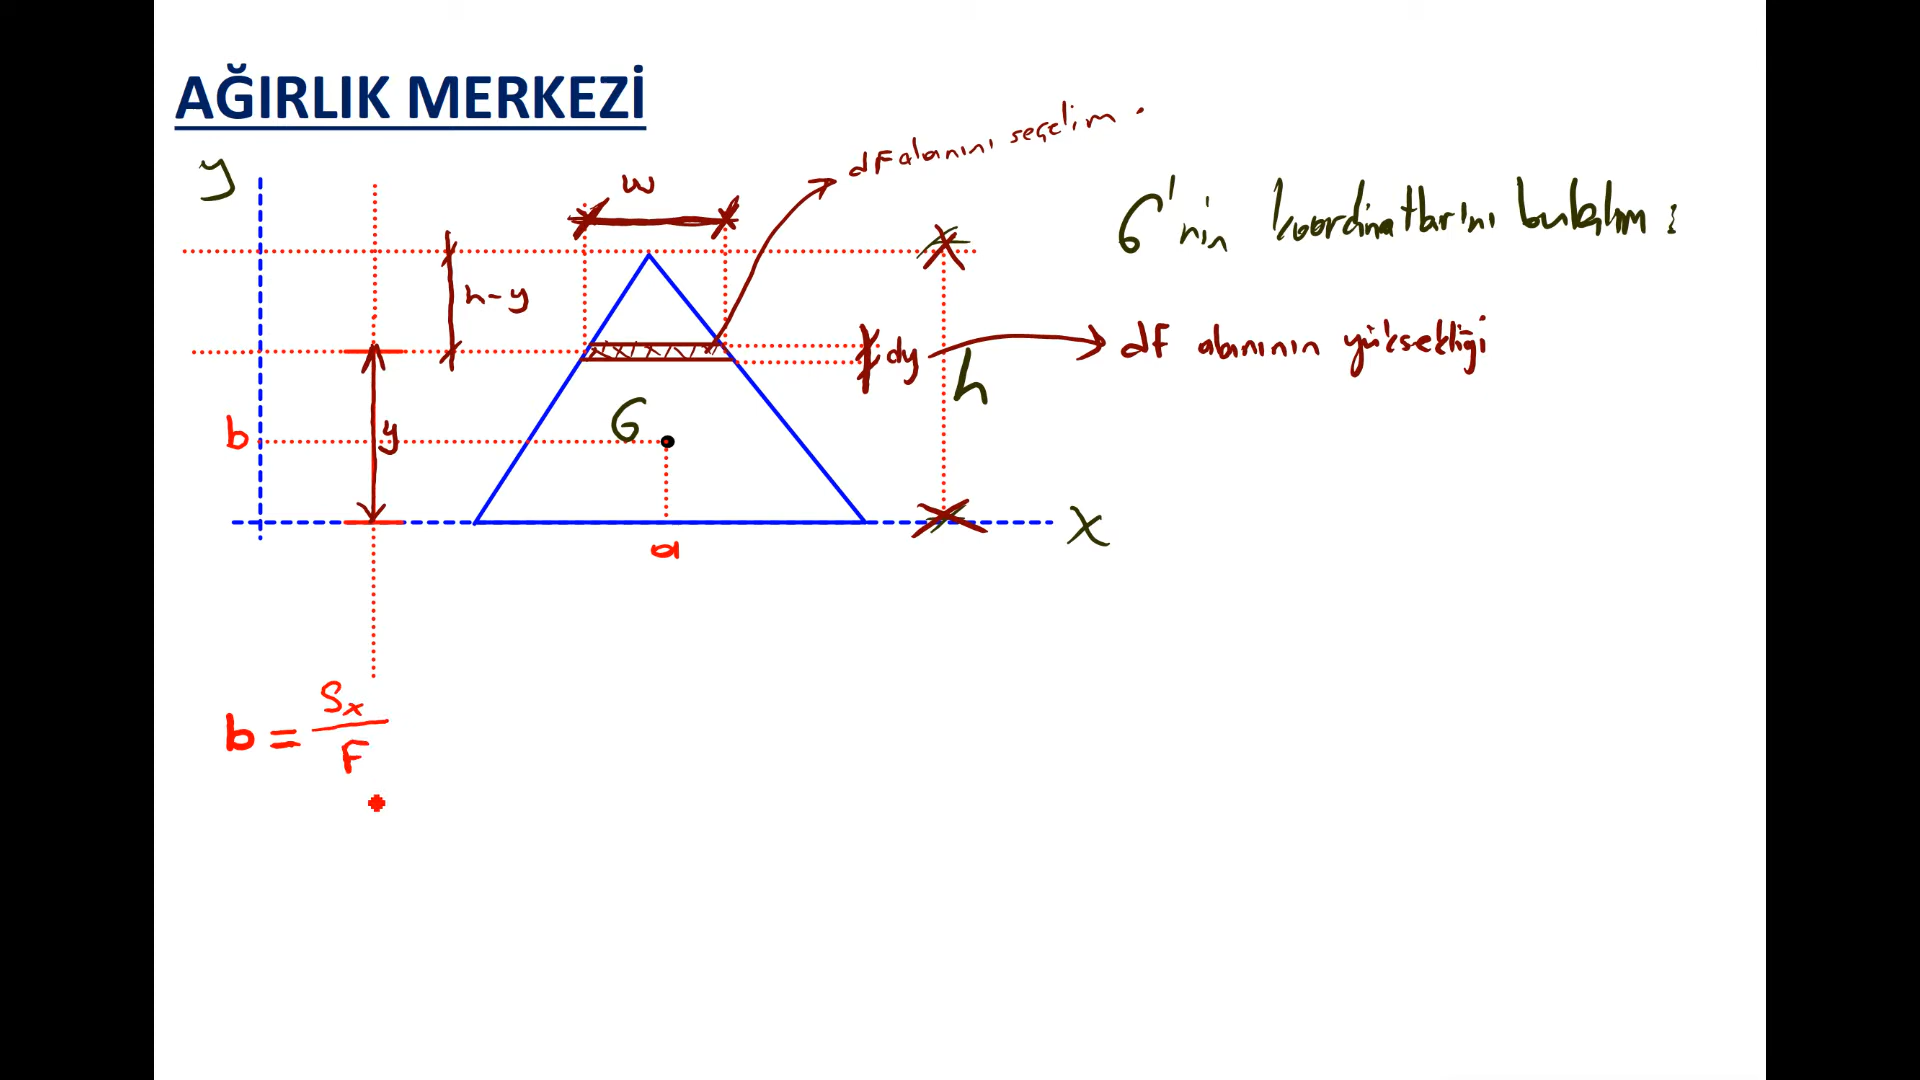 AĞIRLIK MERKEZİ
dF alanını seçelim.
y
w
G'nin koordinatlarını bulalım:
h-y
dy
dF alanının yüksekliği
h
G
b
y
x
a
b = Sx / F